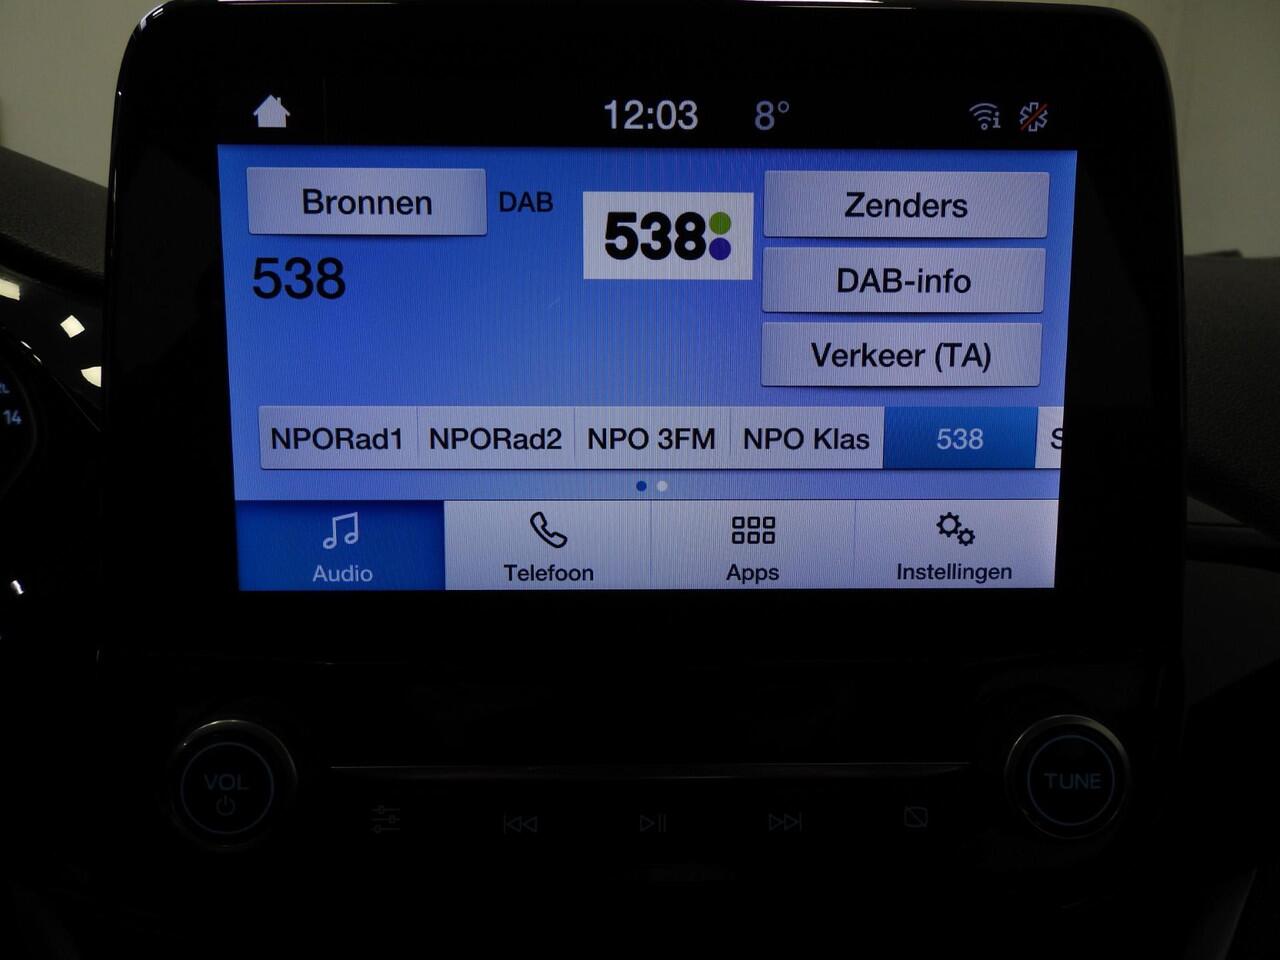 12:03 8°
Bronnen DAB 538 Zenders
538
DAB-info
Verkeer (TA)
NPORad1 NPORad2 NPO 3FM NPO Klas 538 S
Audio Telefoon Apps Instellingen
VOL TUNE
14